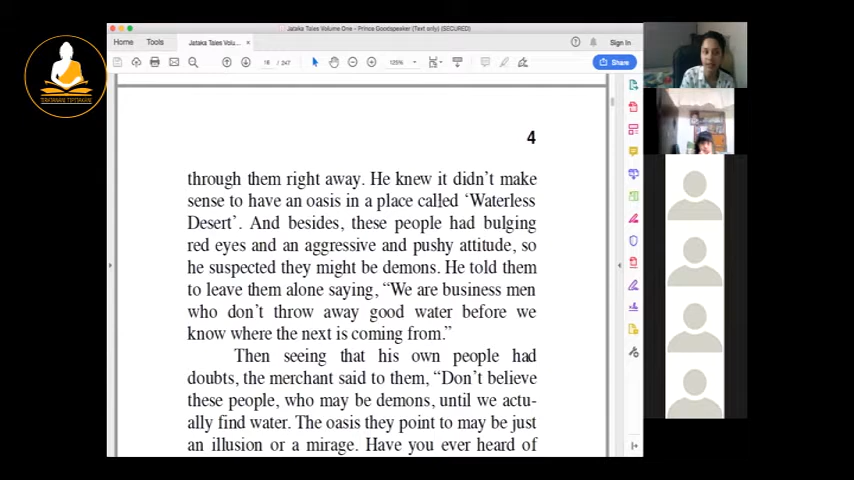 Jataka Tales Volume One - Prince Goodspeaker (Text only) (SECURED)
Home Tools Jataka Tales Volu... × Sign In
18 / 247 125% Share
4
through them right away. He knew it didn't make
sense to have an oasis in a place called 'Waterless
Desert'. And besides, these people had bulging
red eyes and an aggressive and pushy attitude, so
he suspected they might be demons. He told them
to leave them alone saying, “We are business men
who don't throw away good water before we
know where the next is coming from.”
Then seeing that his own people had
doubts, the merchant said to them, “Don't believe
these people, who may be demons, until we actu-
ally find water. The oasis they point to may be just
an illusion or a mirage. Have you ever heard of